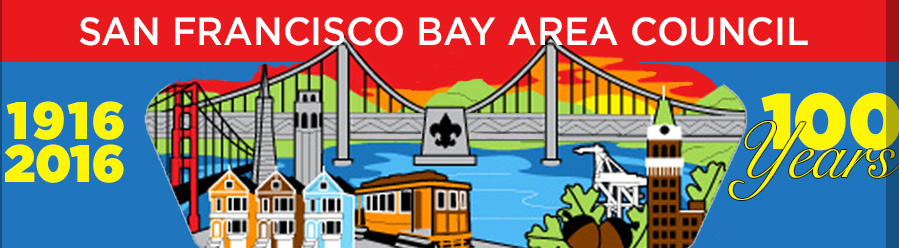 SAN FRANCISCO BAY AREA COUNCIL
1916
2016
100
Years